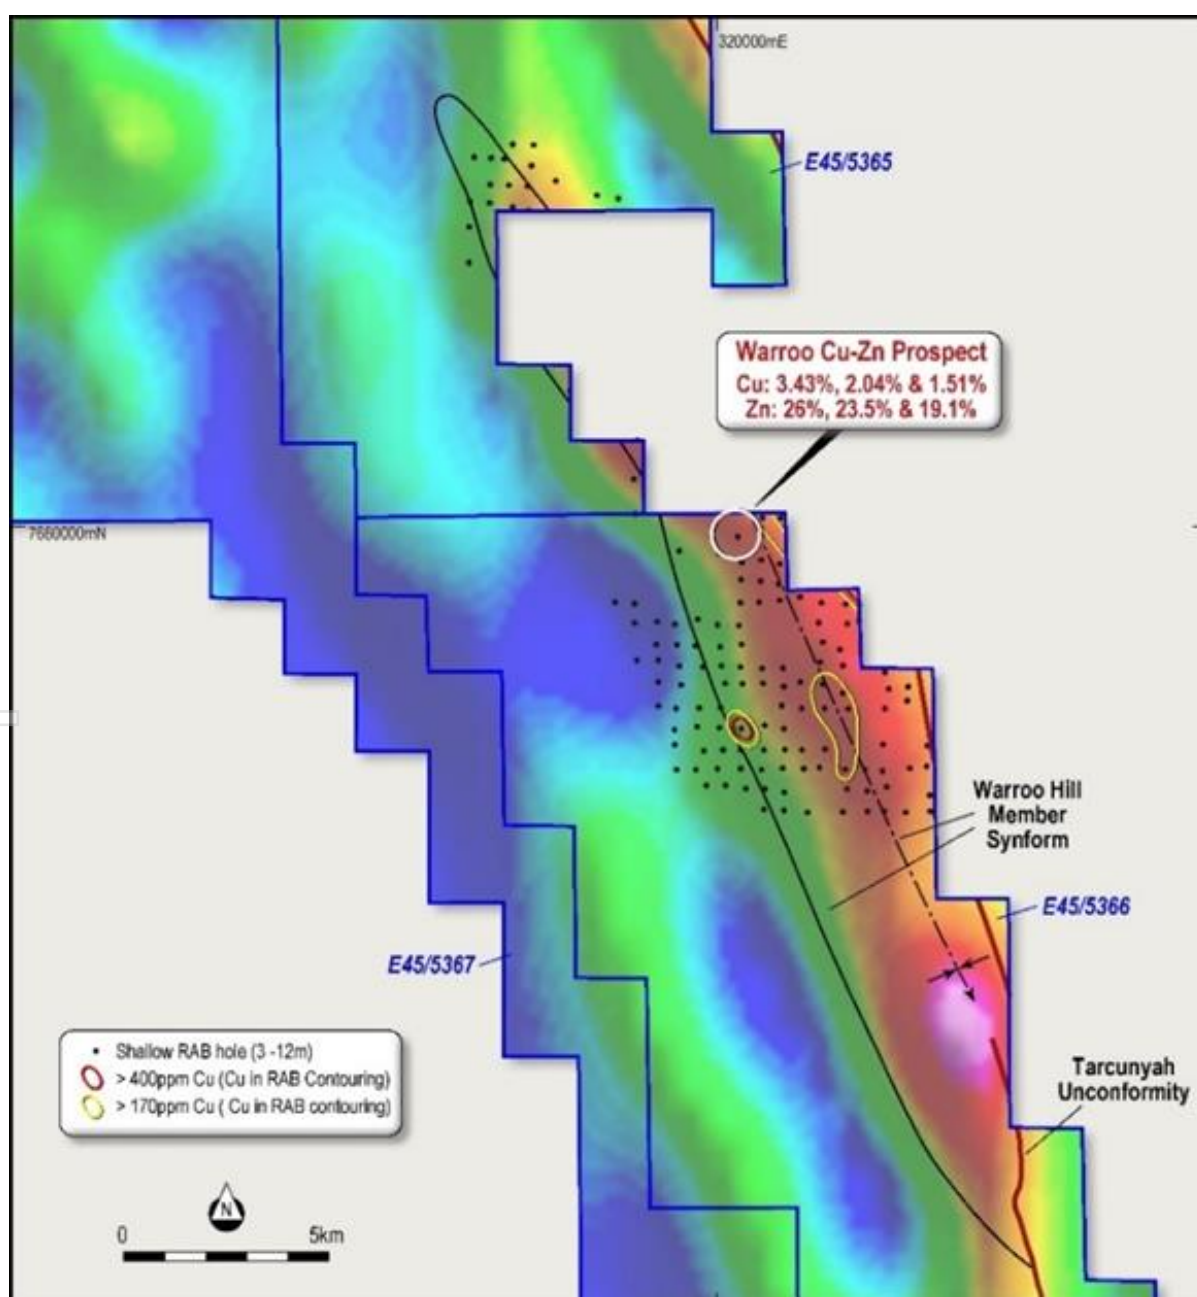 320000mE
E45/5365
Warroo Cu-Zn Prospect
Cu: 3.43%, 2.04% & 1.51%
Zn: 26%, 23.5% & 19.1%
7660000mN
Warroo Hill
Member
Synform
E45/5366
E45/5367
Shallow RAB hole (3 -12m)
> 400ppm Cu (Cu in RAB Contouring)
> 170ppm Cu ( Cu in RAB contouring)
Tarcunyah
Unconformity
N
0 5km